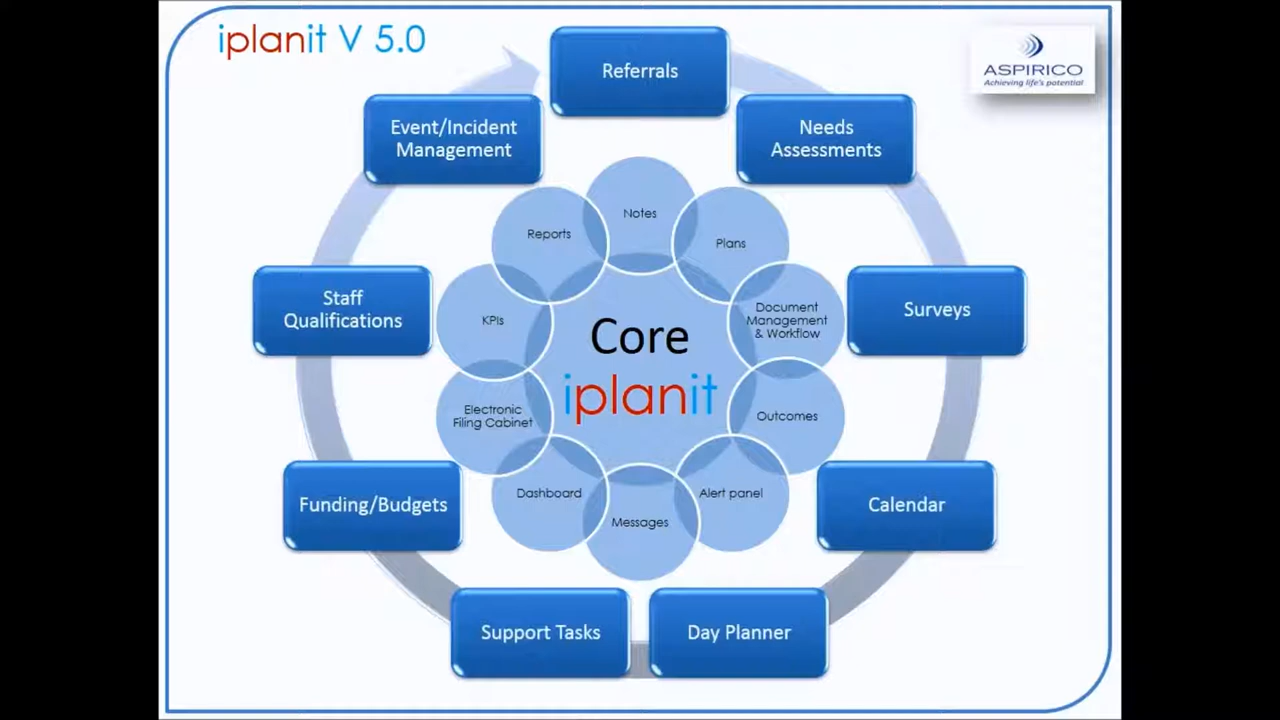 iplanit V 5.0
ASPIRICO
Achieving life's potential
Referrals
Event/Incident
Management
Needs
Assessments
Notes
Reports
Plans
Staff
Qualifications
KPIs
Document
Management
& Workflow
Surveys
Core
iplanit
Electronic
Filing Cabinet
Outcomes
Funding/Budgets
Dashboard
Alert panel
Calendar
Messages
Support Tasks
Day Planner